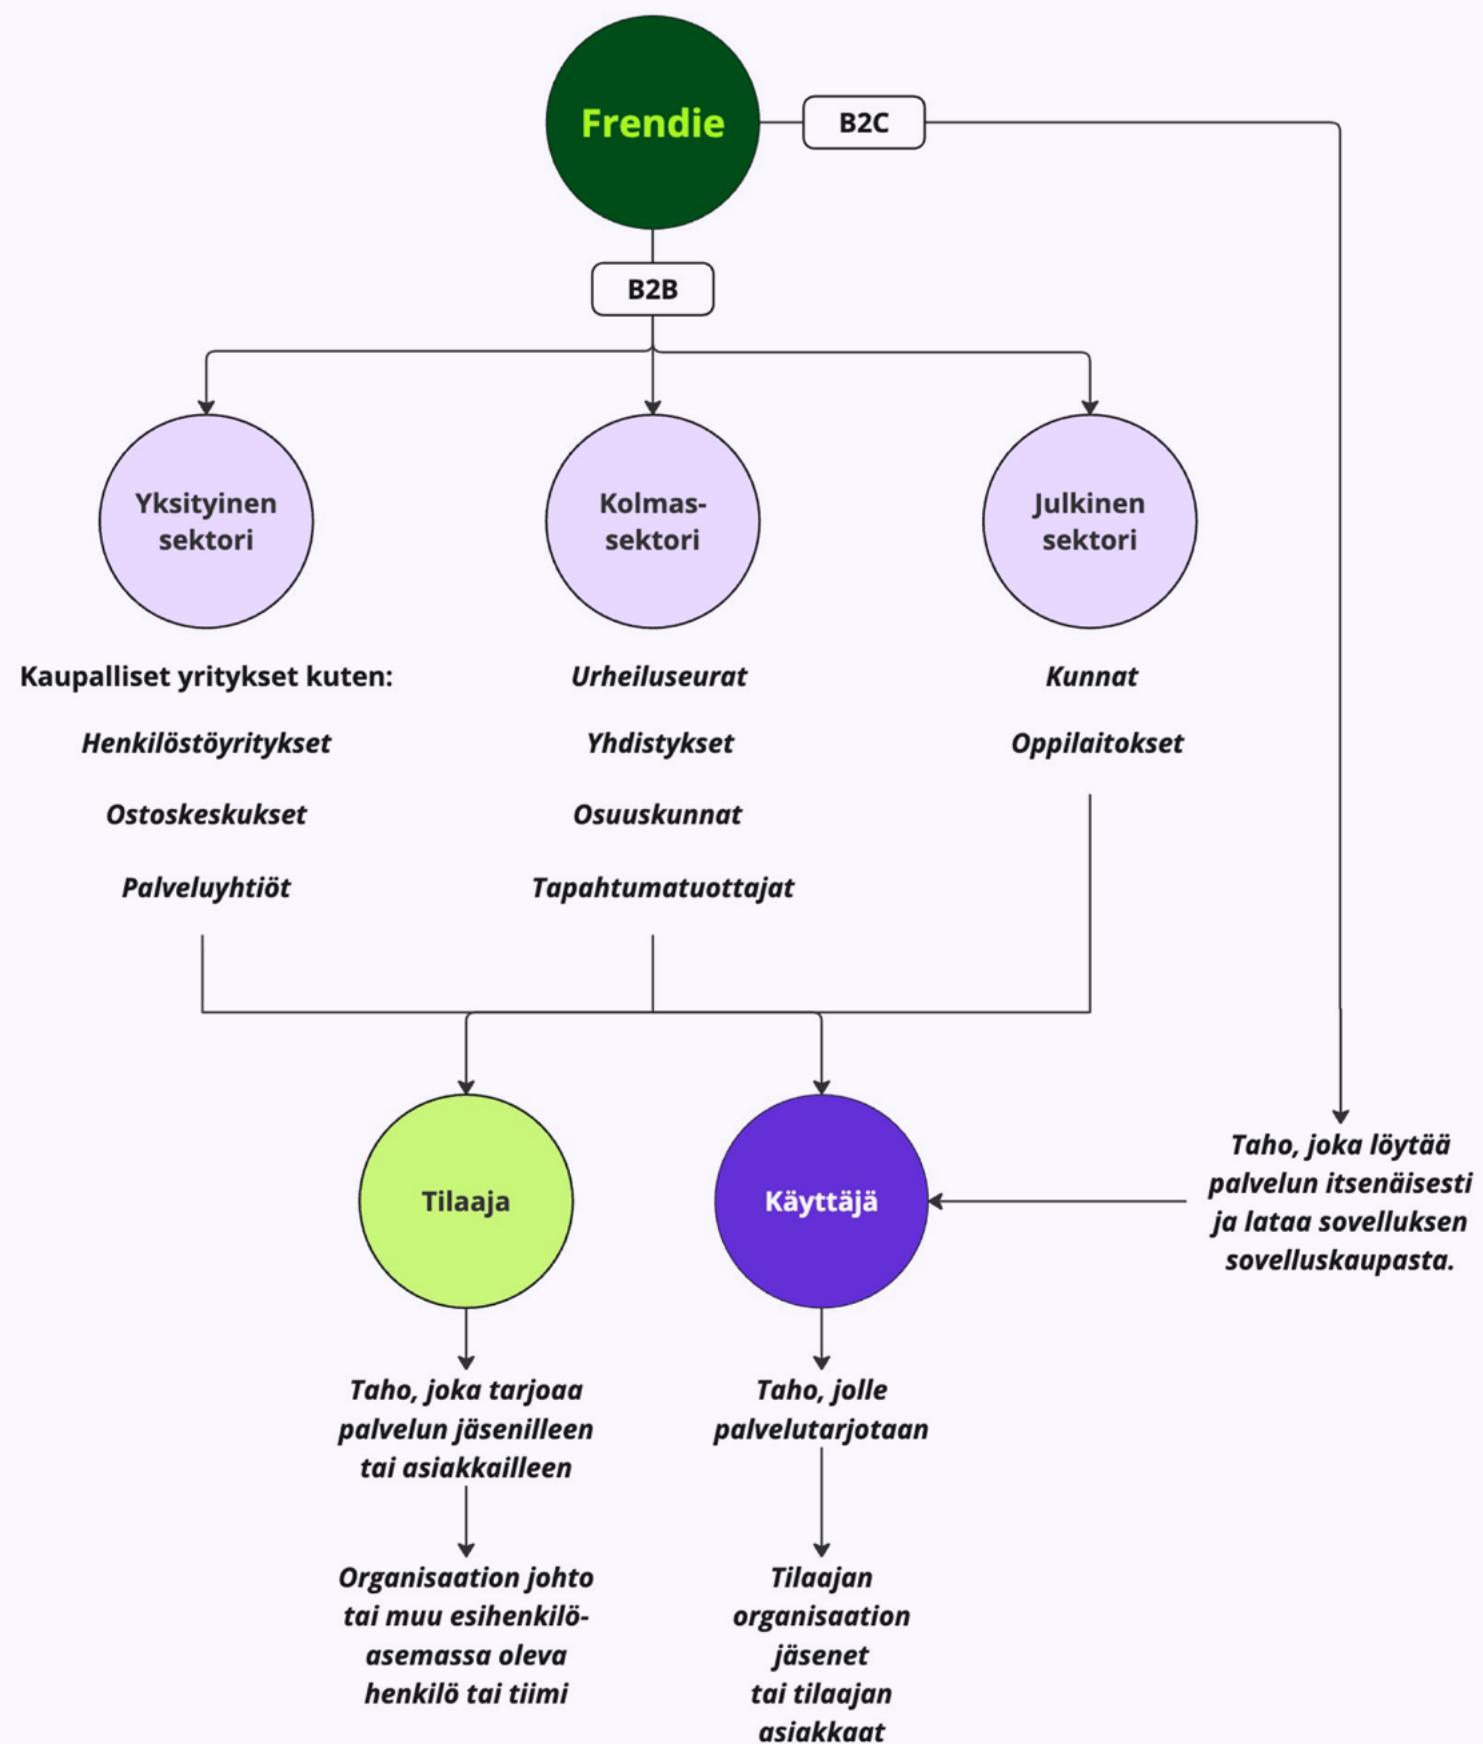 Frendie
B2C
B2B
Yksityinen
sektori
Kolmas-
sektori
Julkinen
sektori
Kaupalliset yritykset kuten:
Henkilöstöyritykset
Ostoskeskukset
Palveluyhtiöt
Urheiluseurat
Yhdistykset
Osuuskunnat
Tapahtumatuottajat
Kunnat
Oppilaitokset
Tilaaja
Käyttäjä
Taho, joka löytää
palvelun itsenäisesti
ja lataa sovelluksen
sovelluskaupasta.
Taho, joka tarjoaa
palvelun jäsenilleen
tai asiakkailleen
Organisaation johto
tai muu esihenkilö-
asemassa oleva
henkilö tai tiimi
Taho, jolle
palvelutarjotaan
Tilaajan
organisaation
jäsenet
tai tilaajan
asiakkaat